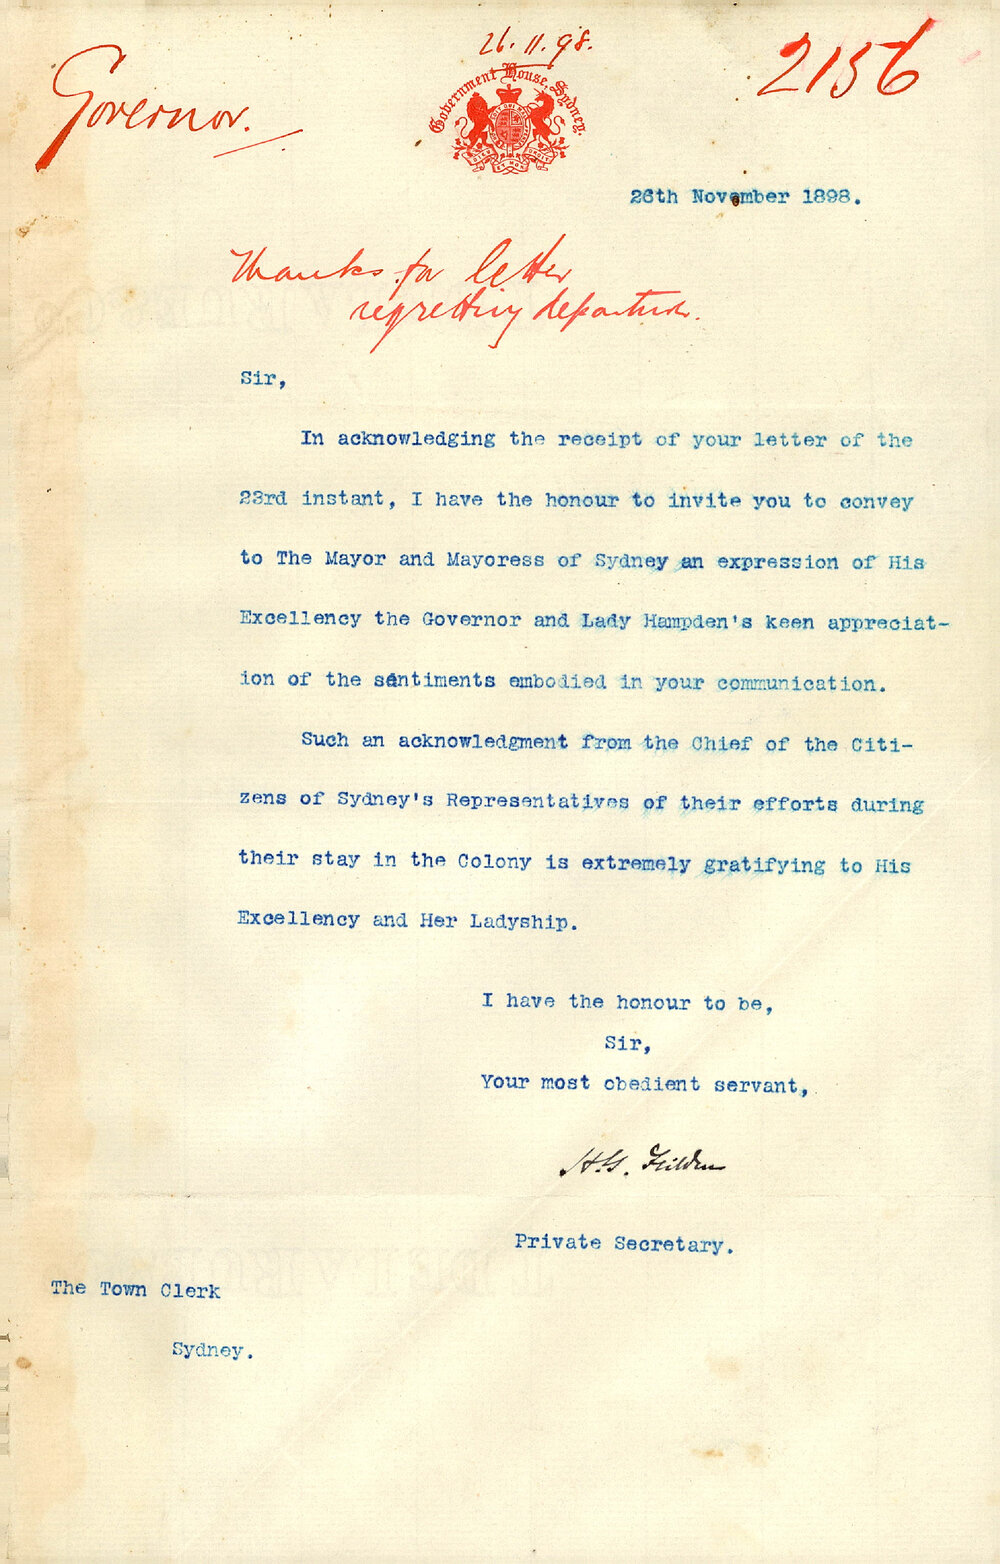 26.11.98.
Governor.
2156
Government House, Sydney.
DIEU ET MON DROIT
26th November 1898.
Thanks for letter
regretting departure.
Sir,
In acknowledging the receipt of your letter of the
23rd instant, I have the honour to invite you to convey
to The Mayor and Mayoress of Sydney an expression of His
Excellency the Governor and Lady Hampden's keen appreciat-
ion of the sentiments embodied in your communication.
Such an acknowledgment from the Chief of the Citi-
zens of Sydney's Representatives of their efforts during
their stay in the Colony is extremely gratifying to His
Excellency and Her Ladyship.
I have the honour to be,
Sir,
Your most obedient servant,
H.G. Feilden
Private Secretary.
The Town Clerk
Sydney.